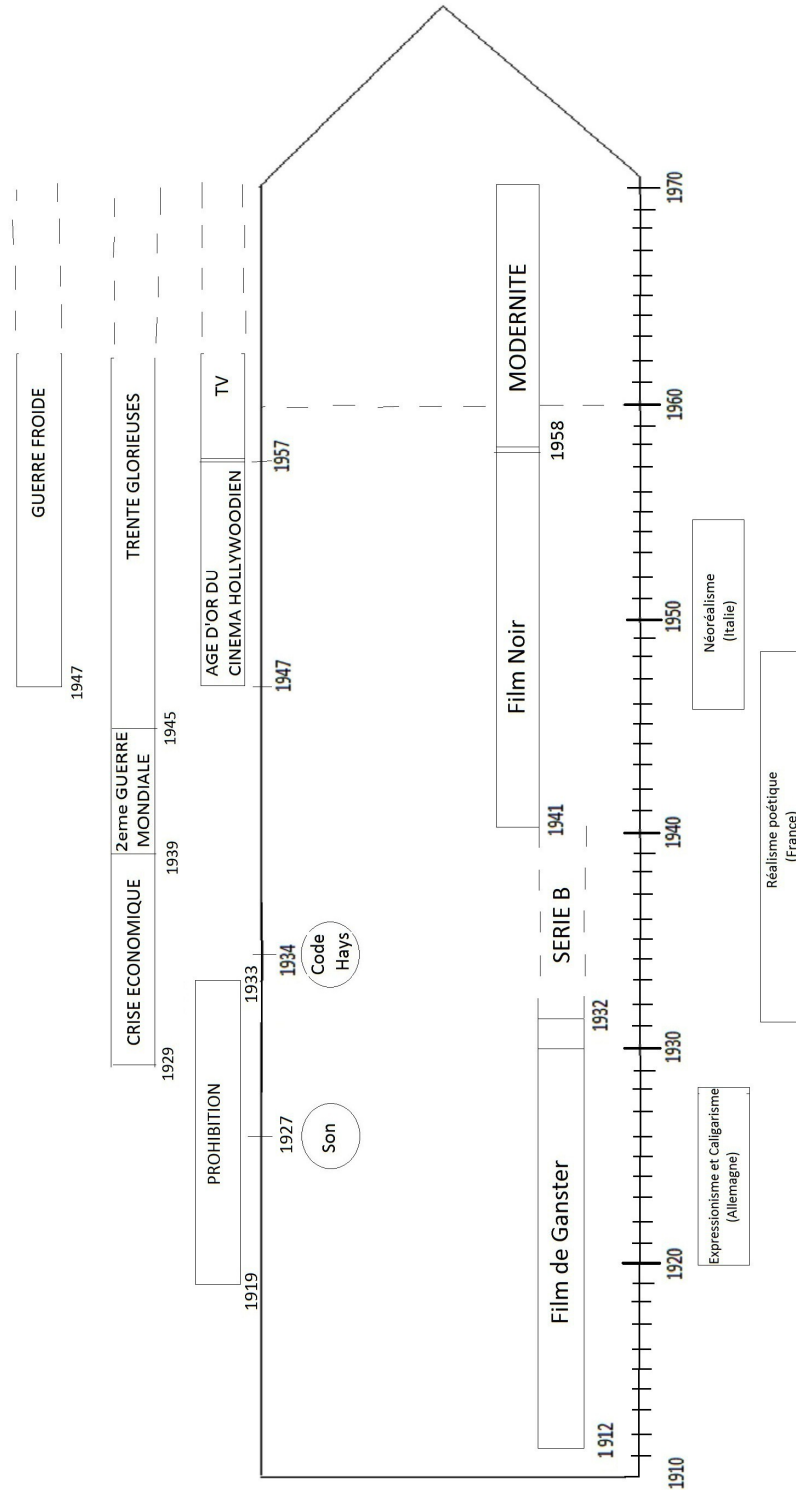 GUERRE FROIDE
1947
CRISE ECONOMIQUE
2eme GUERRE
MONDIALE
TRENTE GLORIEUSES
1929
1939
1945
PROHIBITION
AGE D'OR DU
CINEMA HOLLYWOODIEN
TV
1919
1933
1927
1934
1947
1957
Son
Code
Hays
Film Noir
MODERNITE
1941
1958
Film de Ganster
SERIE B
1912
1932
1910
1920
1930
1940
1950
1960
1970
Expressionisme et Caligarisme
(Allemagne)
Néoréalisme
(Italie)
Réalisme poétique
(France)